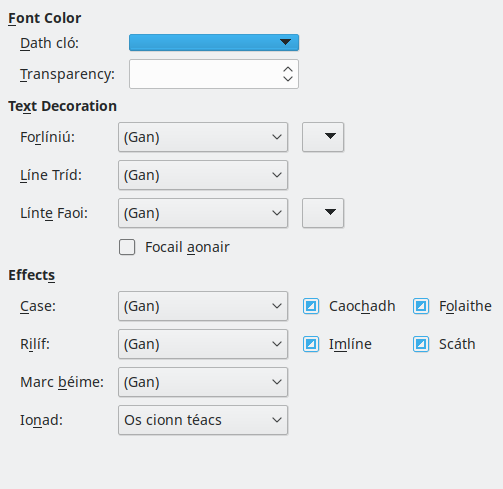 Font Color
Dath cló:
Transparency:
Text Decoration
Forlíniú: (Gan)
Líne Tríd: (Gan)
Línte Faoi: (Gan)
Focail aonair
Effects
Case: (Gan) Caochadh Folaithe
Rilíf: (Gan) Imlíne Scáth
Marc béime: (Gan)
Ionad: Os cionn téacs